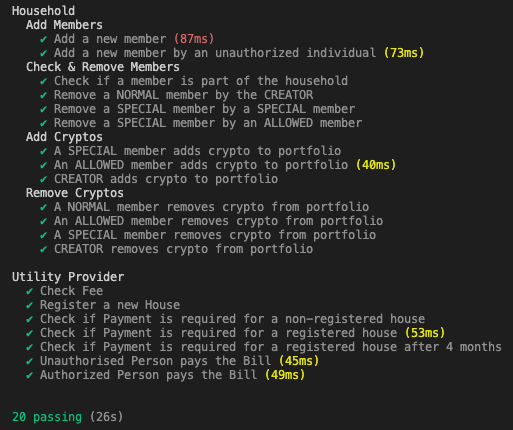 Household
Add Members
✔ Add a new member (87ms)
✔ Add a new member by an unauthorized individual (73ms)
Check & Remove Members
✔ Check if a member is part of the household
✔ Remove a NORMAL member by the CREATOR
✔ Remove a SPECIAL member by a SPECIAL member
✔ Remove a SPECIAL member by an ALLOWED member
Add Cryptos
✔ A SPECIAL member adds crypto to portfolio
✔ An ALLOWED member adds crypto to portfolio (40ms)
✔ CREATOR adds crypto to portfolio
Remove Cryptos
✔ A NORMAL member removes crypto from portfolio
✔ An ALLOWED member removes crypto from portfolio
✔ A SPECIAL member removes crypto from portfolio
✔ CREATOR removes crypto from portfolio
Utility Provider
✔ Check Fee
✔ Register a new House
✔ Check if Payment is required for a non-registered house
✔ Check if Payment is required for a registered house (53ms)
✔ Check if Payment is required for a registered house after 4 months
✔ Unauthorised Person pays the Bill (45ms)
✔ Authorized Person pays the Bill (49ms)
20 passing (26s)